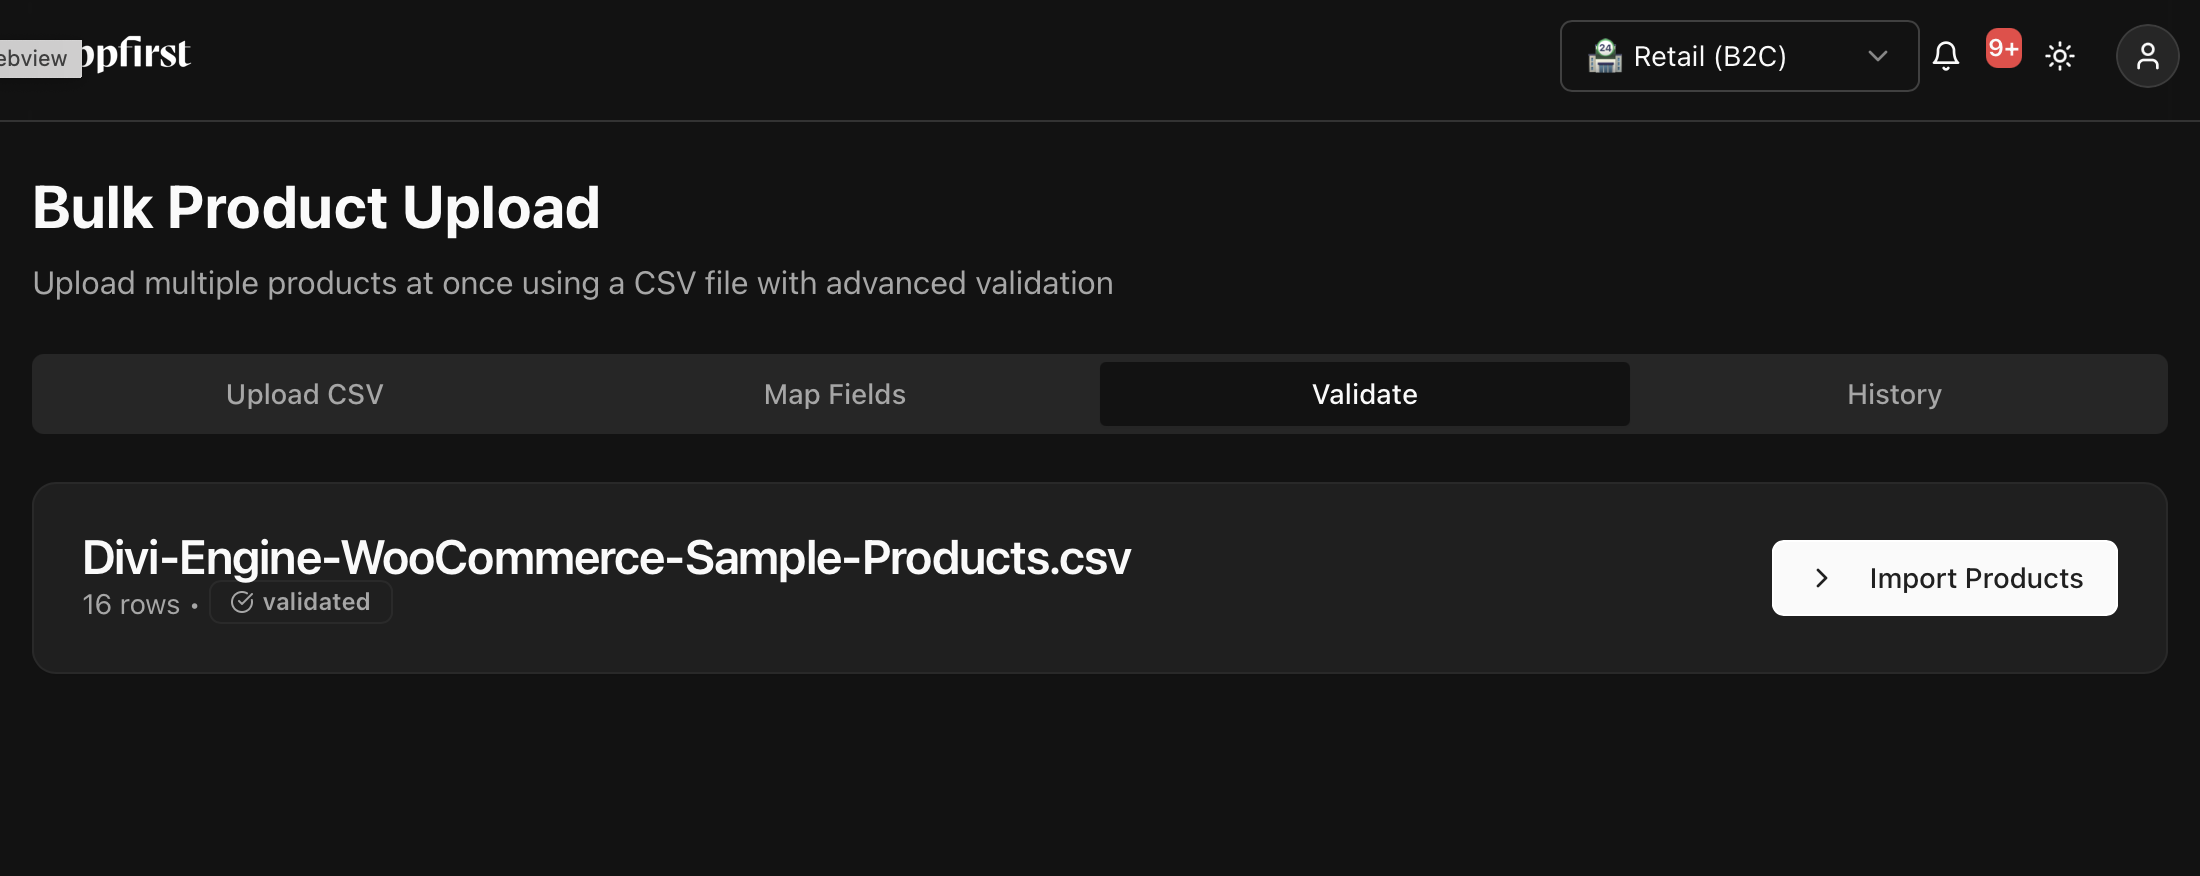 ebview
ppfirst
24
Retail (B2C)
9+
Bulk Product Upload
Upload multiple products at once using a CSV file with advanced validation
Upload CSV
Map Fields
Validate
History
Divi-Engine-WooCommerce-Sample-Products.csv
16 rows •
validated
Import Products